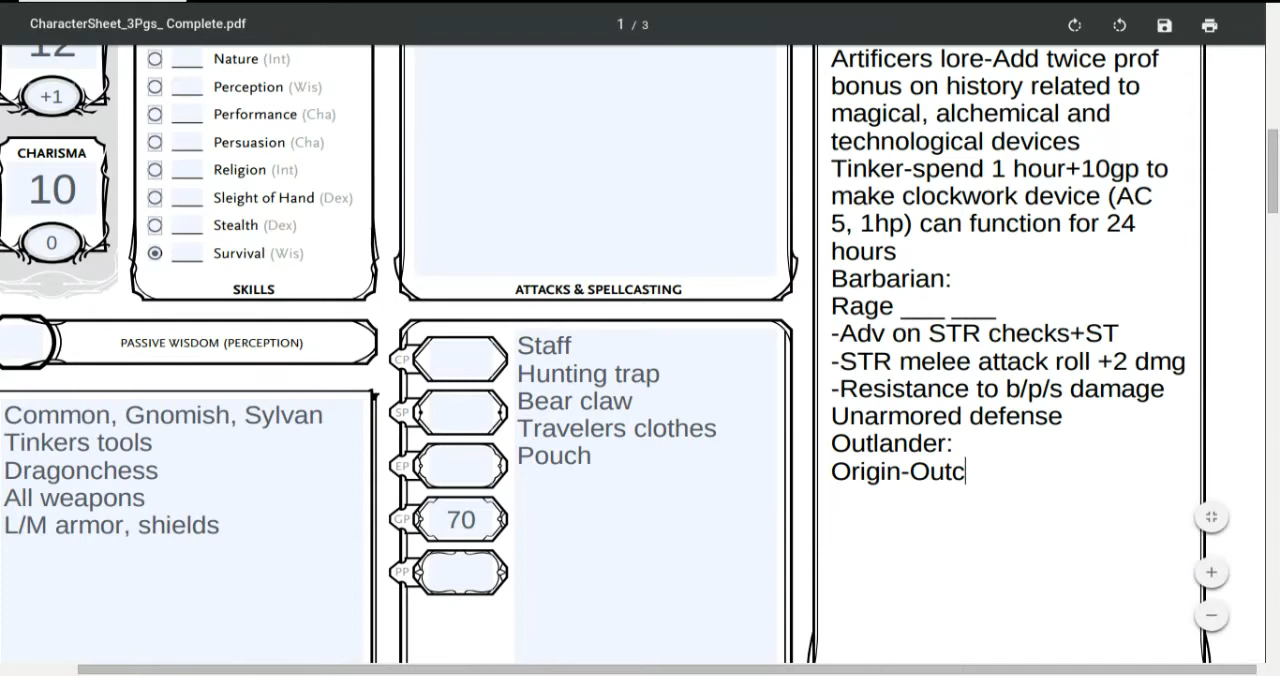 CharacterSheet_3Pgs_ Complete.pdf
1 / 3
12
+1
CHARISMA
10
0
Nature (Int)
Perception (Wis)
Performance (Cha)
Persuasion (Cha)
Religion (Int)
Sleight of Hand (Dex)
Stealth (Dex)
Survival (Wis)
SKILLS
PASSIVE WISDOM (PERCEPTION)
Common, Gnomish, Sylvan
Tinkers tools
Dragonchess
All weapons
L/M armor, shields
ATTACKS & SPELLCASTING
CP
SP
EP
GP
70
PP
Staff
Hunting trap
Bear claw
Travelers clothes
Pouch
Artificers lore-Add twice prof
bonus on history related to
magical, alchemical and
technological devices
Tinker-spend 1 hour+10gp to
make clockwork device (AC
5, 1hp) can function for 24
hours
Barbarian:
Rage ___ ___
-Adv on STR checks+ST
-STR melee attack roll +2 dmg
-Resistance to b/p/s damage
Unarmored defense
Outlander:
Origin-Outc